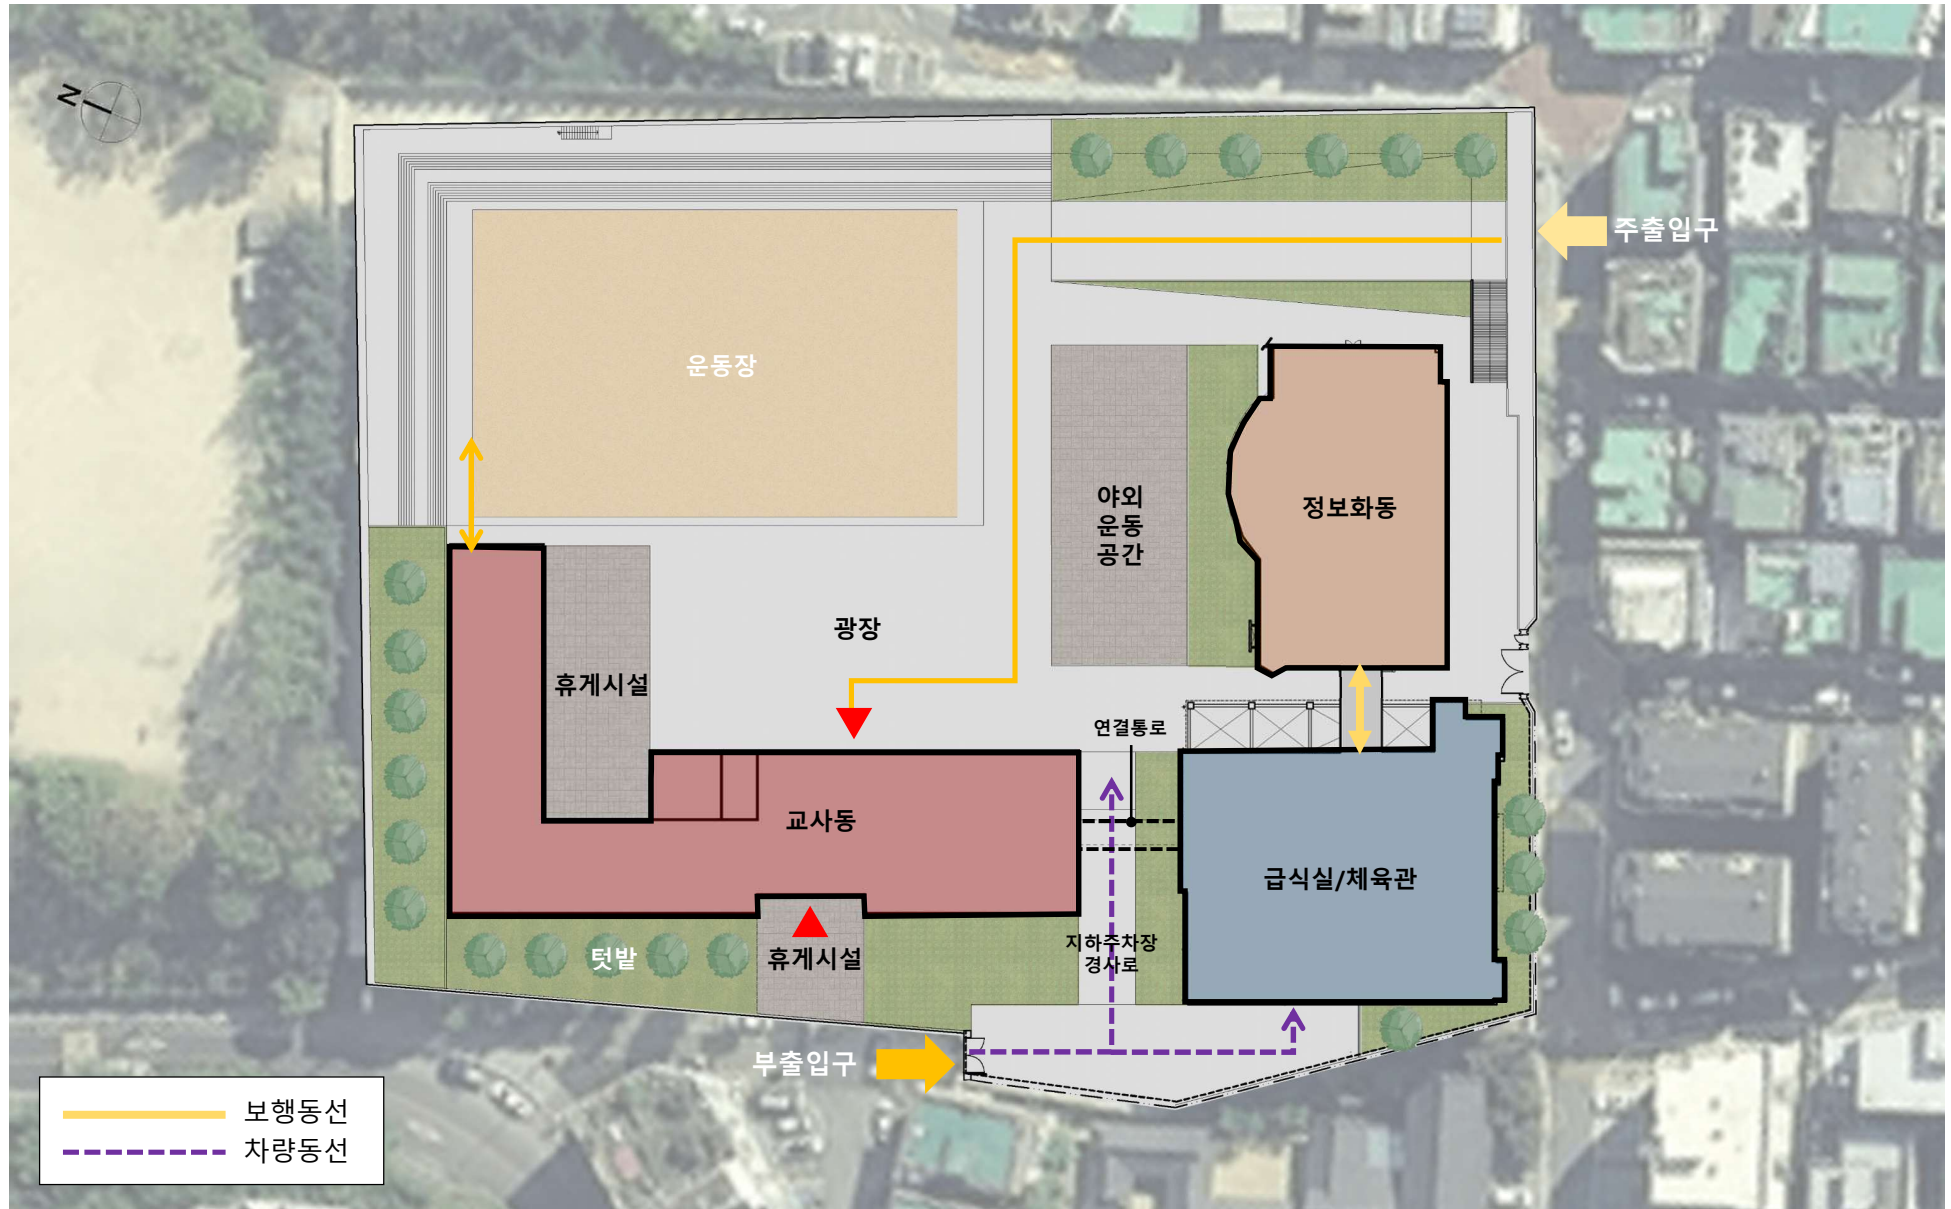 N
주출입구
운동장
야외
운동
공간
정보화동
광장
휴게시설
연결통로
교사동
급식실/체육관
지하주차장
경사로
텃밭
휴게시설
부출입구
보행동선
차량동선